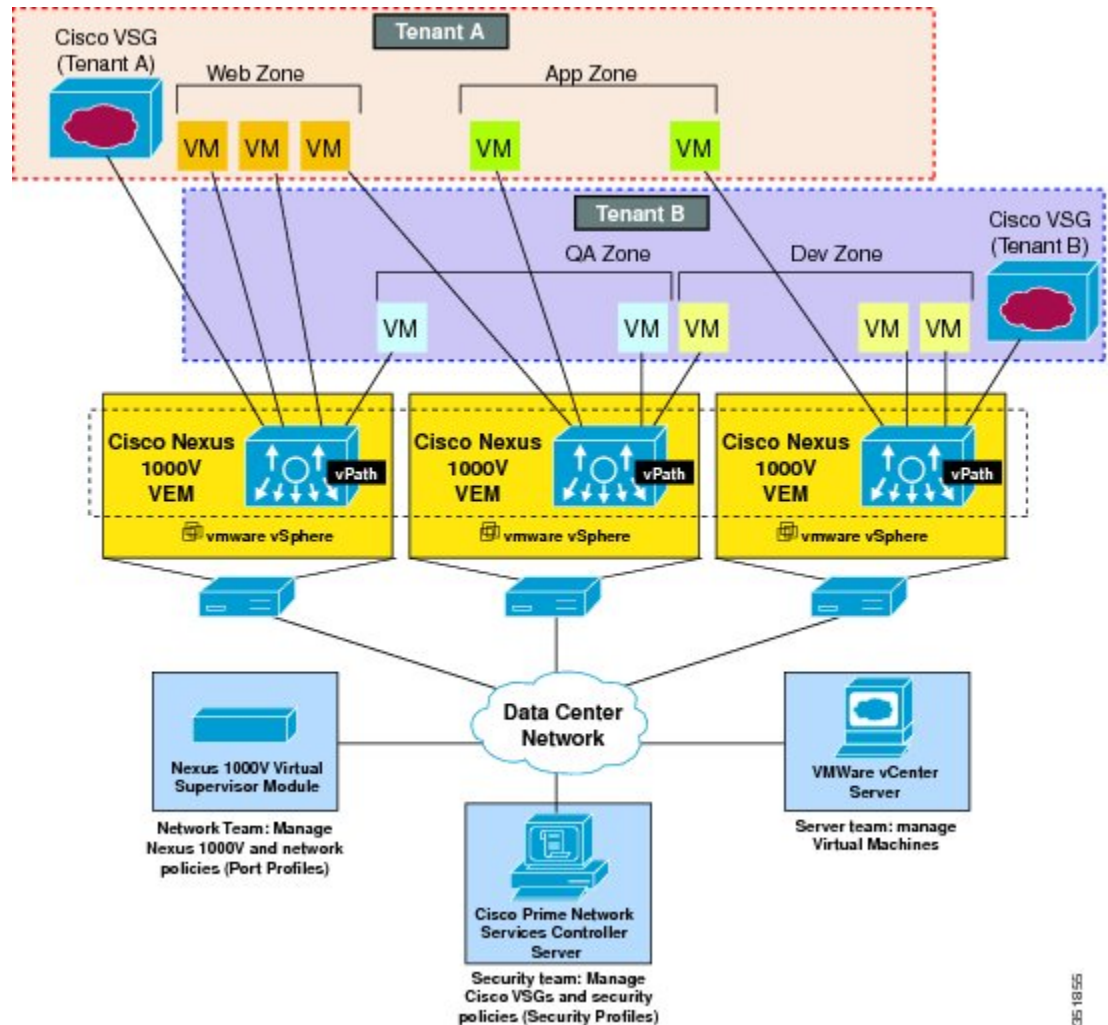 Tenant A
Cisco VSG
(Tenant A)
Web Zone
App Zone
VM
VM
VM
VM
VM
Tenant B
Cisco VSG
(Tenant B)
QA Zone
Dev Zone
VM
VM
VM
VM
VM
Cisco Nexus
1000V
VEM
vPath
vmware vSphere
Cisco Nexus
1000V
VEM
vPath
vmware vSphere
Cisco Nexus
1000V
VEM
vPath
vmware vSphere
Data Center
Network
Nexus 1000V Virtual
Supervisor Module
Network Team: Manage
Nexus 1000V and network
policies (Port Profiles)
VMWare vCenter
Server
Server team: manage
Virtual Machines
Cisco Prime Network
Services Controller
Server
Security team: Manage
Cisco VSGs and security
policies (Security Profiles)
351855